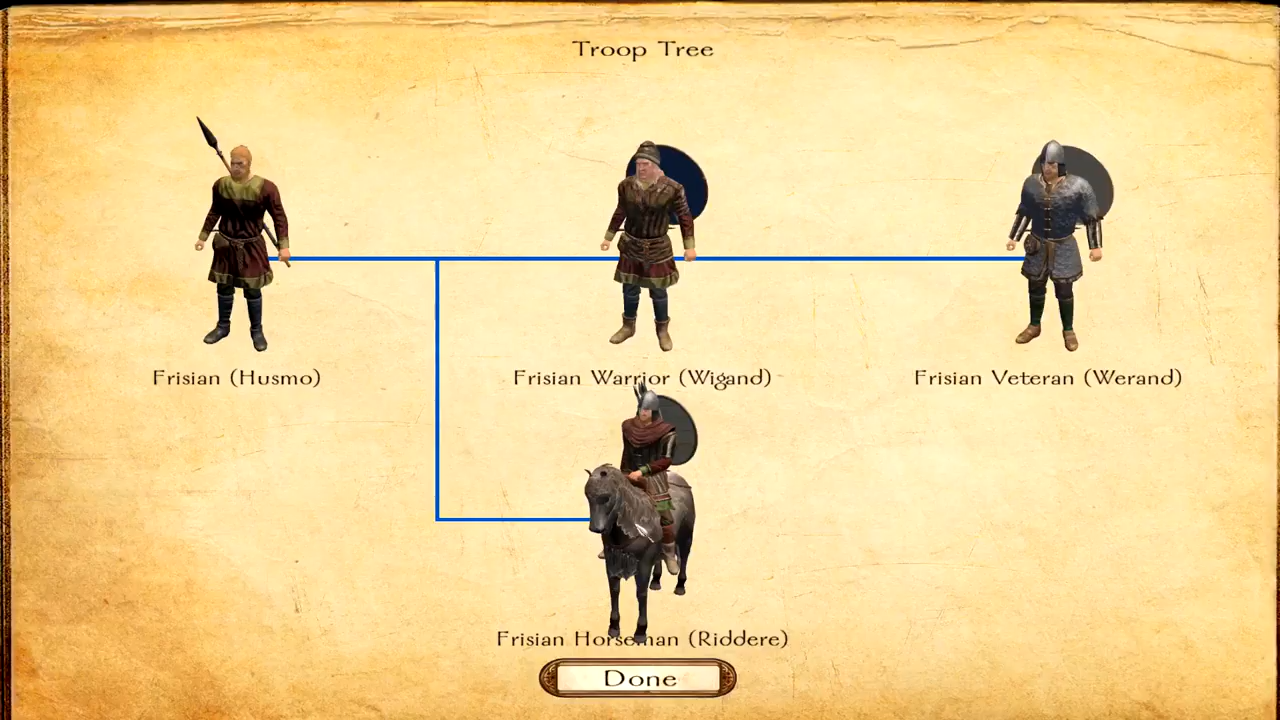 Troop Tree
Frisian (Husmo)
Frisian Warrior (Wigand)
Frisian Veteran (Werand)
Frisian Horseman (Riddere)
Done